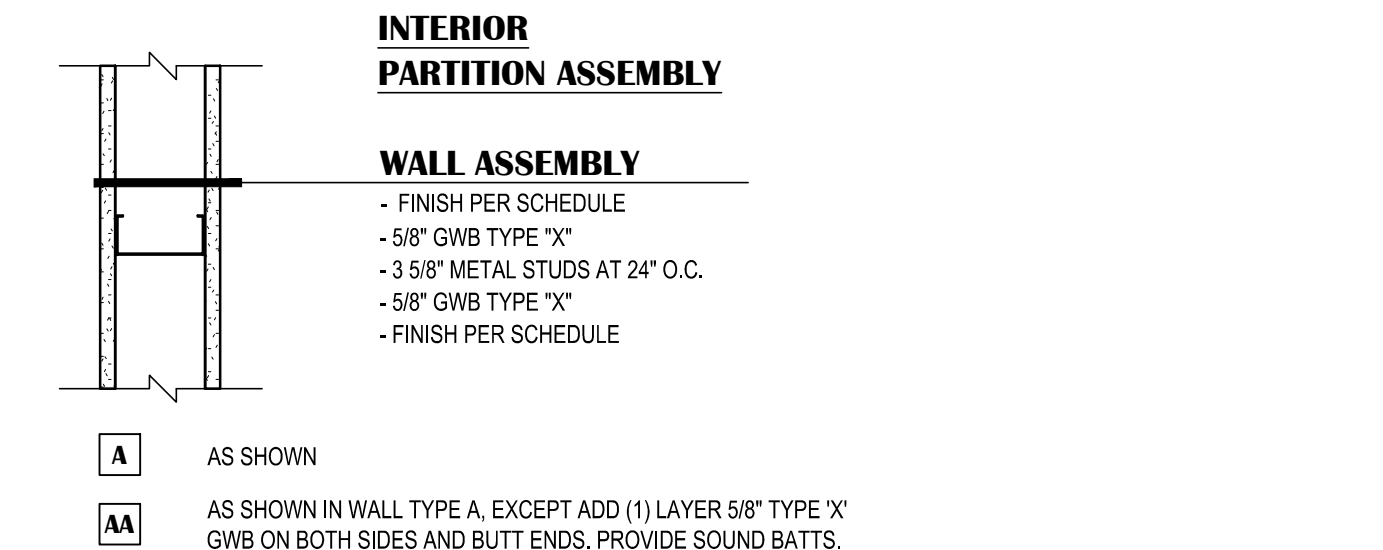 INTERIOR
PARTITION ASSEMBLY
WALL ASSEMBLY
- FINISH PER SCHEDULE
- 5/8" GWB TYPE "X"
- 3 5/8" METAL STUDS AT 24" O.C.
- 5/8" GWB TYPE "X"
- FINISH PER SCHEDULE
A AS SHOWN
AA AS SHOWN IN WALL TYPE A, EXCEPT ADD (1) LAYER 5/8" TYPE 'X'
GWB ON BOTH SIDES AND BUTT ENDS. PROVIDE SOUND BATTS.